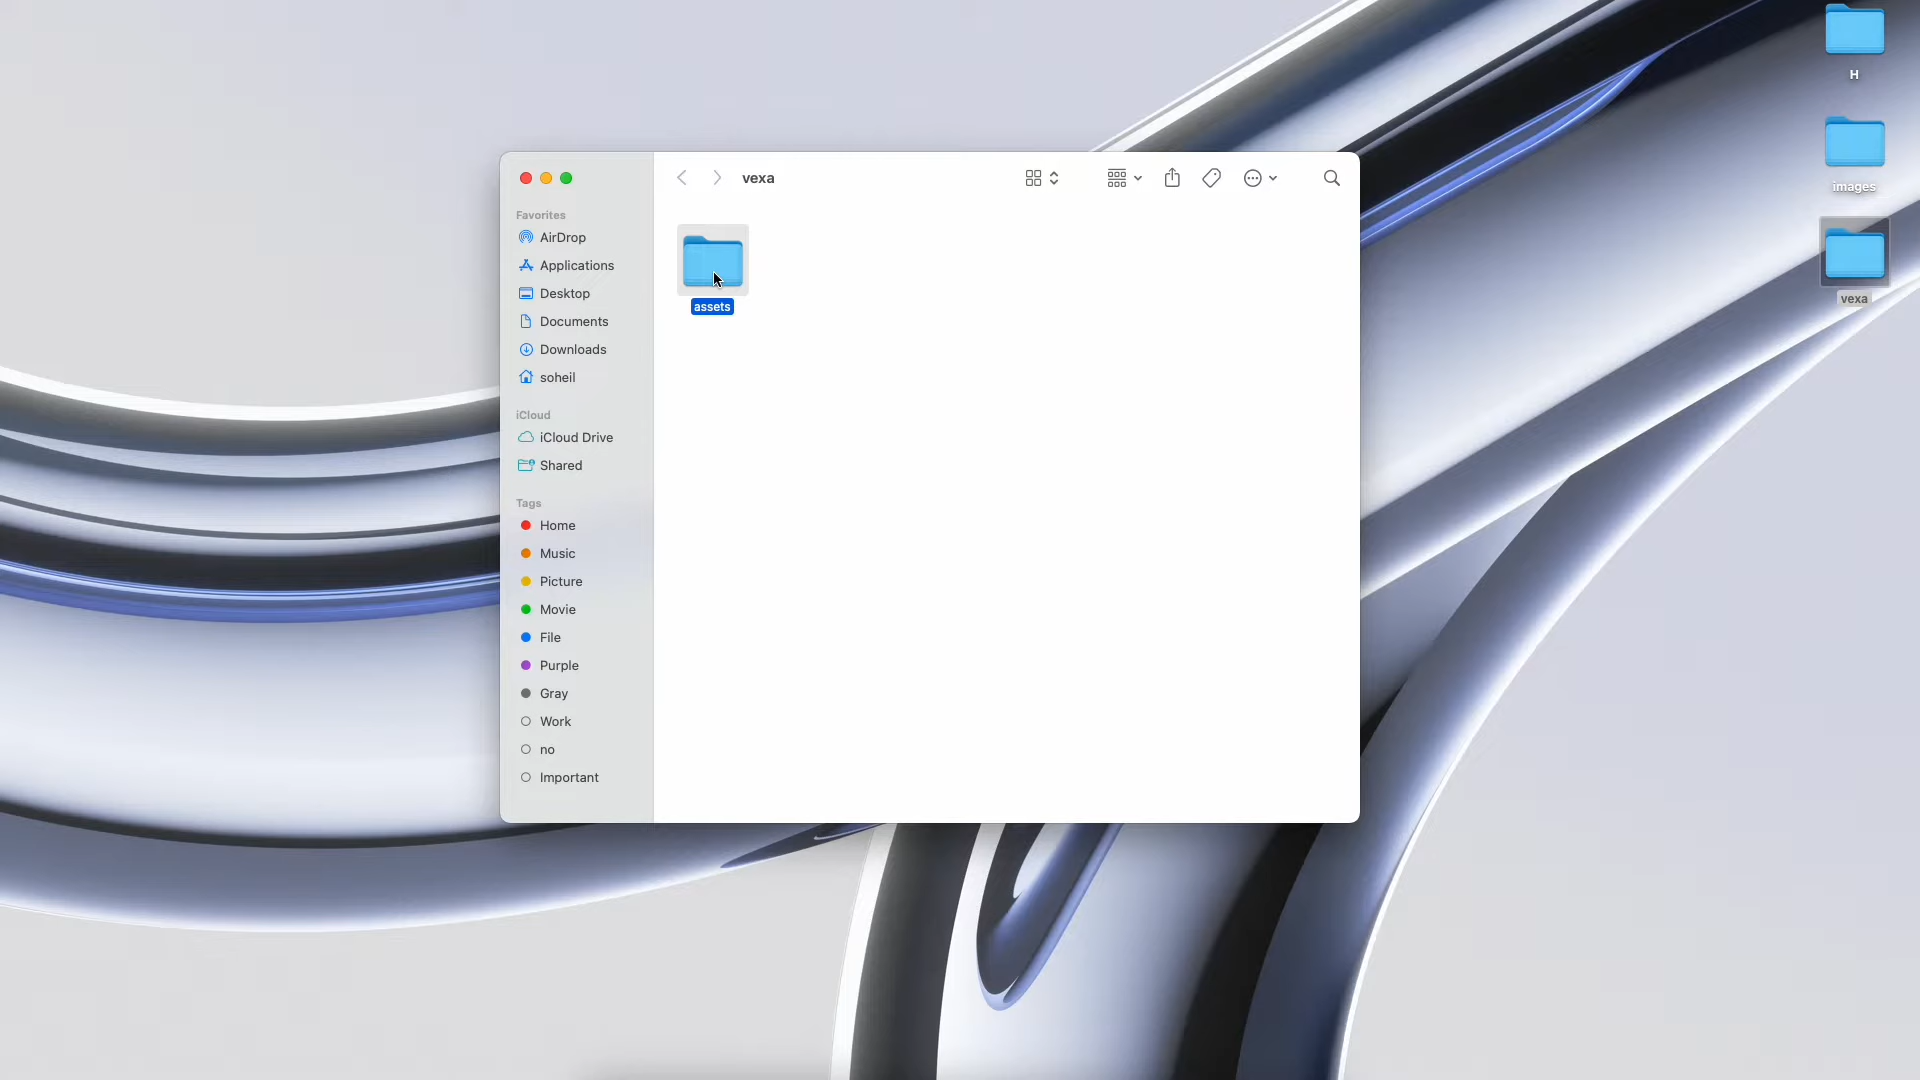 H
images
vexa
vexa
assets
Favorites
AirDrop
Applications
Desktop
Documents
Downloads
soheil
iCloud
iCloud Drive
Shared
Tags
Home
Music
Picture
Movie
File
Purple
Gray
Work
no
Important